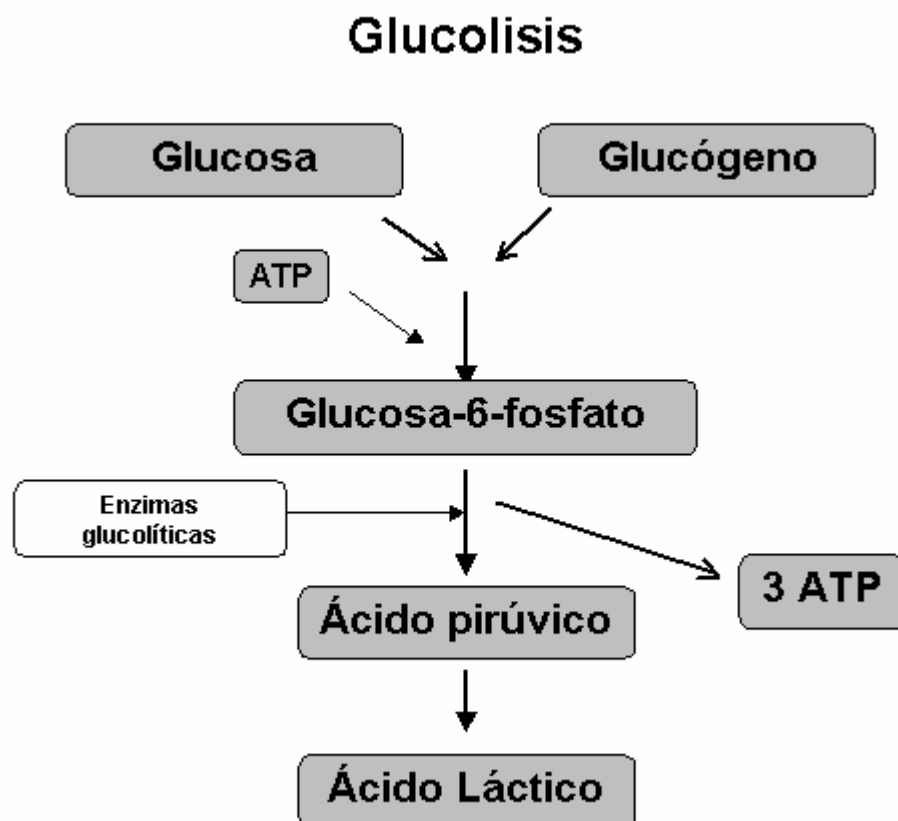 Glucolisis
Glucosa
Glucógeno
ATP
Glucosa-6-fosfato
Enzimas
glucolíticas
3 ATP
Ácido pirúvico
Ácido Láctico